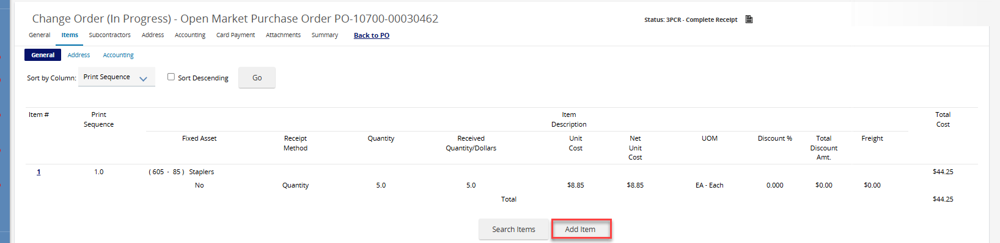 Change Order (In Progress) - Open Market Purchase Order PO-10700-00030462
Status: 3PCR - Complete Receipt
General Items Subcontractors Address Accounting Card Payment Attachments Summary Back to PO
General Address Accounting
Sort by Column: Print Sequence Sort Descending Go
Item # Print Item Total
Sequence Description Cost
Fixed Asset Receipt Quantity Received Unit Net UOM Discount % Total Freight
Method Quantity/Dollars Cost Unit Discount
Cost Amt.
1 1.0 ( 605 - 85 ) Staplers $44.25
No Quantity 5.0 5.0 $8.85 $8.85 EA - Each 0.000 $0.00 $0.00
Total $44.25
Search Items Add Item